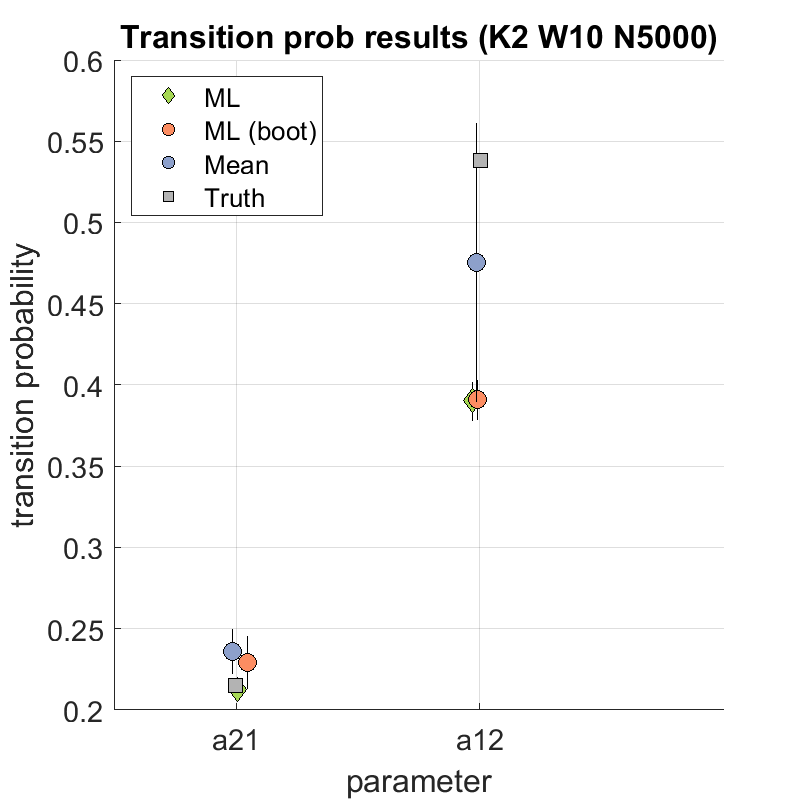 Transition prob results (K2 W10 N5000)
0.6
0.55
0.5
0.45
0.4
0.35
0.3
0.25
0.2
transition probability
ML
ML (boot)
Mean
Truth
a21 a12
parameter